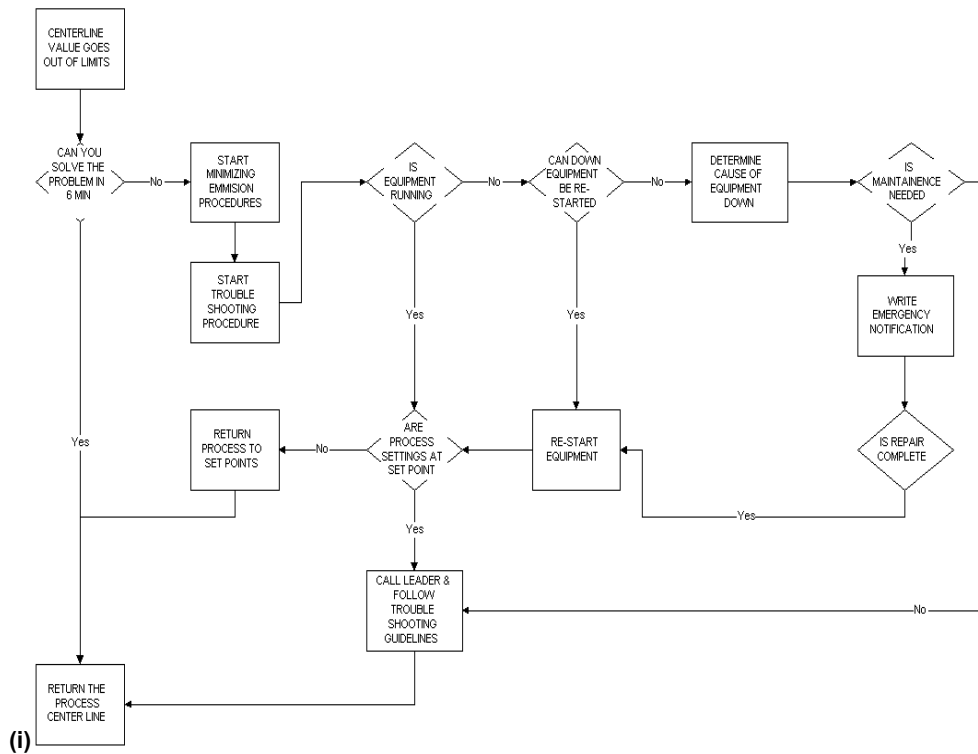 CENTERLINE
VALUE GOES
OUT OF LIMITS
CAN YOU
SOLVE THE
PROBLEM IN
6 MIN
No
START
MINIMIZING
EMMISION
PROCEDURES
START
TROUBLE
SHOOTING
PROCEDURE
IS
EQUIPMENT
RUNNING
No
CAN DOWN
EQUIPMENT
BE RE-
STARTED
No
DETERMINE
CAUSE OF
EQUIPMENT
DOWN
IS
MAINTAINENCE
NEEDED
Yes
WRITE
EMERGENCY
NOTIFICATION
Yes
Yes
Yes
RETURN
PROCESS TO
SET POINTS
No
ARE
PROCESS
SETTINGS AT
SET POINT
RE-START
EQUIPMENT
IS REPAIR
COMPLETE
Yes
Yes
CALL LEADER &
FOLLOW
TROUBLE
SHOOTING
GUIDELINES
No
RETURN THE
PROCESS
CENTER LINE
(i)